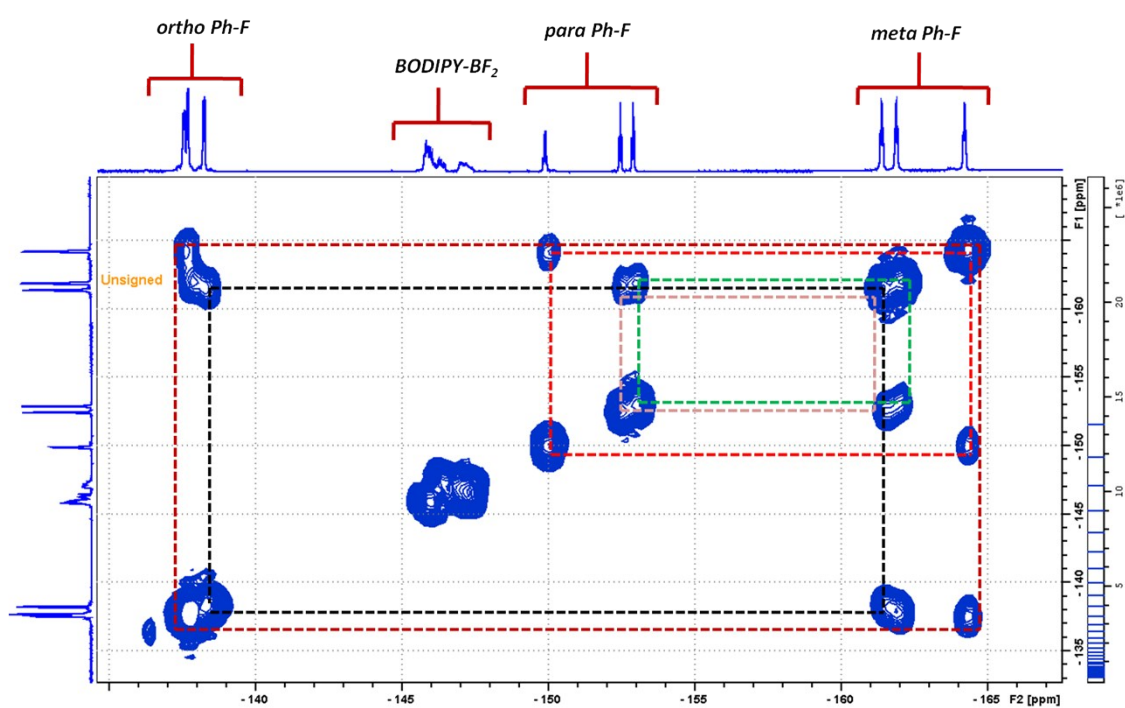 ortho Ph-F
para Ph-F
meta Ph-F
BODIPY-BF₂
[ *1e6]
F1 [ppm]
Unsigned
20
-160
-155
15
-150
10
-145
-140
5
-135
-140
-145
-150
-155
-160
-165
F2 [ppm]